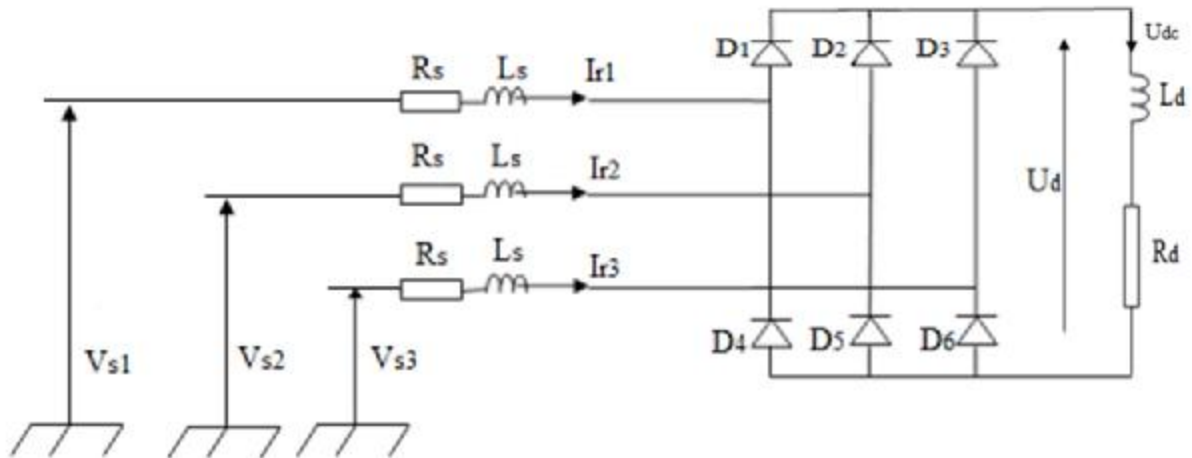 D1 D2 D3 Udc
Rs Ls Ir1
Ld
Rs Ls Ir2
Ud
Rs Ls Ir3
Rd
D4 D5 D6
Vs1 Vs2 Vs3